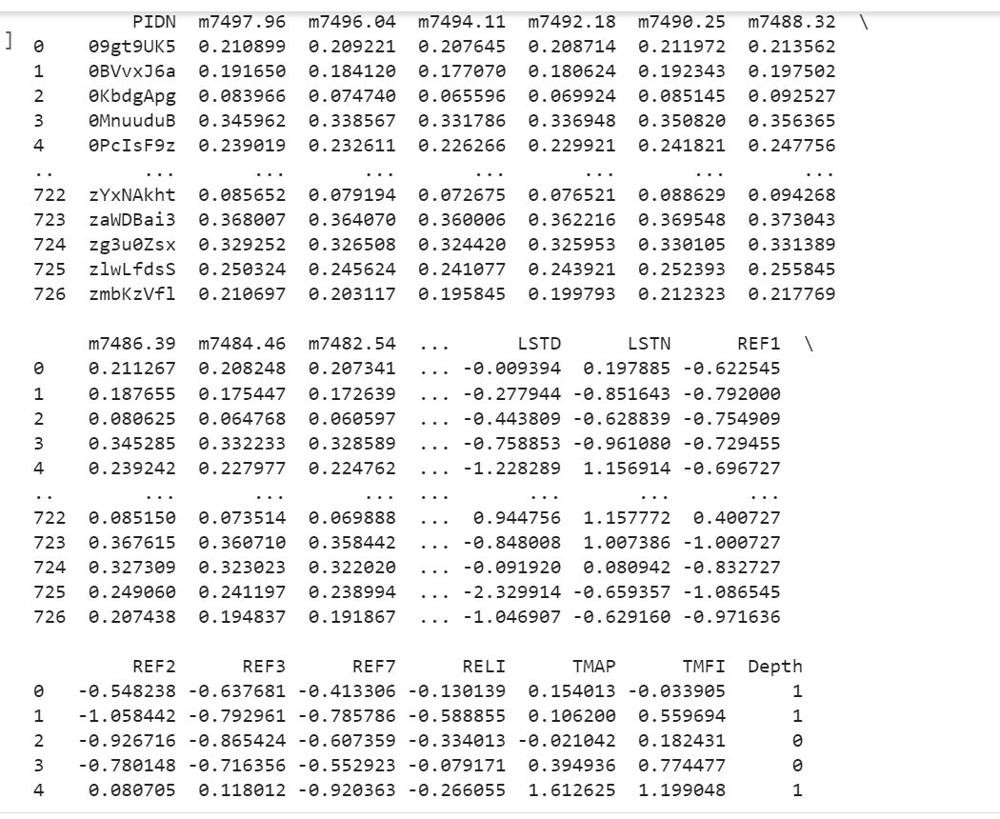 PIDN  m7497.96  m7496.04  m7494.11  m7492.18  m7490.25  m7488.32  \
]
0    09gt9UK5  0.210899  0.209221  0.207645  0.208714  0.211972  0.213562
1    0BVvxJ6a  0.191650  0.184120  0.177070  0.180624  0.192343  0.197502
2    0KbdgApg  0.083966  0.074740  0.065596  0.069924  0.085145  0.092527
3    0MnuuduB  0.345962  0.338567  0.331786  0.336948  0.350820  0.356365
4    0PcIsF9z  0.239019  0.232611  0.226266  0.229921  0.241821  0.247756
..        ...       ...       ...       ...       ...       ...       ...
722  zYxNAkht  0.085652  0.079194  0.072675  0.076521  0.088629  0.094268
723  zaWDBai3  0.368007  0.364070  0.360006  0.362216  0.369548  0.373043
724  zg3u0Zsx  0.329252  0.326508  0.324420  0.325953  0.330105  0.331389
725  zlwLfdsS  0.250324  0.245624  0.241077  0.243921  0.252393  0.255845
726  zmbKzVfl  0.210697  0.203117  0.195845  0.199793  0.212323  0.217769
     m7486.39  m7484.46  m7482.54  ...      LSTD      LSTN      REF1  \
0    0.211267  0.208248  0.207341  ... -0.009394  0.197885 -0.622545
1    0.187655  0.175447  0.172639  ... -0.277944 -0.851643 -0.792000
2    0.080625  0.064768  0.060597  ... -0.443809 -0.628839 -0.754909
3    0.345285  0.332233  0.328589  ... -0.758853 -0.961080 -0.729455
4    0.239242  0.227977  0.224762  ... -1.228289  1.156914 -0.696727
..        ...       ...       ...  ...       ...       ...       ...
722  0.085150  0.073514  0.069888  ...  0.944756  1.157772  0.400727
723  0.367615  0.360710  0.358442  ... -0.848008  1.007386 -1.000727
724  0.327309  0.323023  0.322020  ... -0.091920  0.080942 -0.832727
725  0.249060  0.241197  0.238994  ... -2.329914 -0.659357 -1.086545
726  0.207438  0.194837  0.191867  ... -1.046907 -0.629160 -0.971636
         REF2      REF3      REF7      RELI      TMAP      TMFI  Depth
0   -0.548238 -0.637681 -0.413306 -0.130139  0.154013 -0.033905      1
1   -1.058442 -0.792961 -0.785786 -0.588855  0.106200  0.559694      1
2   -0.926716 -0.865424 -0.607359 -0.334013 -0.021042  0.182431      0
3   -0.780148 -0.716356 -0.552923 -0.079171  0.394936  0.774477      0
4    0.080705  0.118012 -0.920363 -0.266055  1.612625  1.199048      1